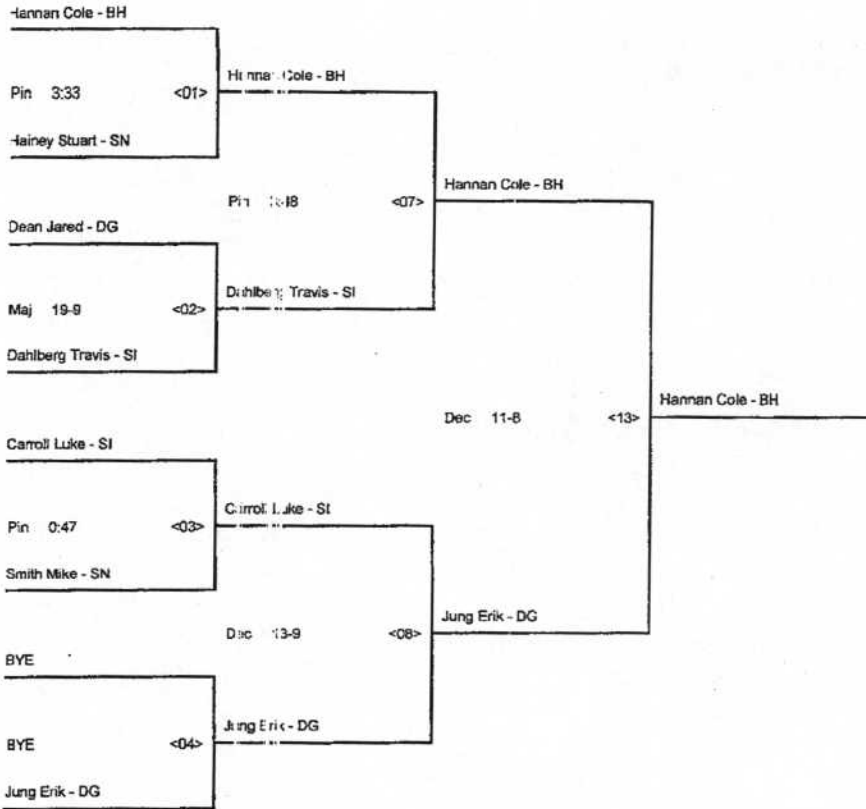 Hannan Cole - BH
Pin 3:33 <01>
Hainey Stuart - SN
Hannan Cole - BH
Pin <07>
Dean Jared - DG
Maj 19-9 <02>
Dahlberg Travis - SI
Dahlberg Travis - SI
Hannan Cole - BH
Dec <13>
Hannan Cole - BH
Carroll Luke - SI
Pin 0:47 <03>
Smith Mike - SN
Carroll Luke - SI
Dec 13-9 <08>
Jung Erik - DG
BYE
BYE <04>
Jung Erik - DG
Jung Erik - DG